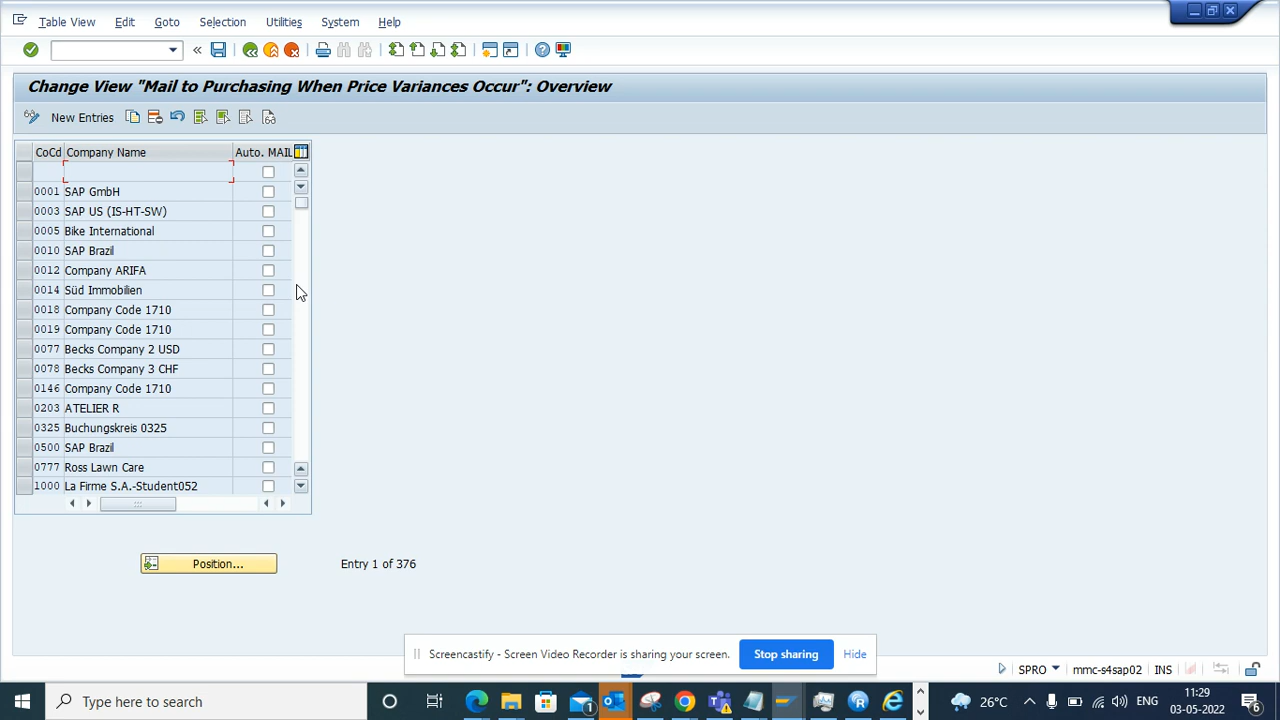 Table View Edit Goto Selection Utilities System Help
Change View "Mail to Purchasing When Price Variances Occur": Overview
New Entries
CoCd Company Name Auto. MAIL
0001 SAP GmbH
0003 SAP US (IS-HT-SW)
0005 Bike International
0010 SAP Brazil
0012 Company ARIFA
0014 Süd Immobilien
0018 Company Code 1710
0019 Company Code 1710
0077 Becks Company 2 USD
0078 Becks Company 3 CHF
0146 Company Code 1710
0203 ATELIER R
0325 Buchungskreis 0325
0500 SAP Brazil
0777 Ross Lawn Care
1000 La Firme S.A.-Student052
Position... Entry 1 of 376
Screencastify - Screen Video Recorder is sharing your screen. Stop sharing Hide
SPRO mmc-s4sap02 INS
Type here to search 1 26°C ENG 11:29 03-05-2022 6